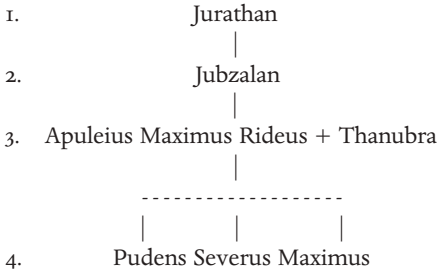 1. Jurathan
2. Jubzalan
3. Apuleius Maximus Rideus + Thanubra
4. Pudens Severus Maximus